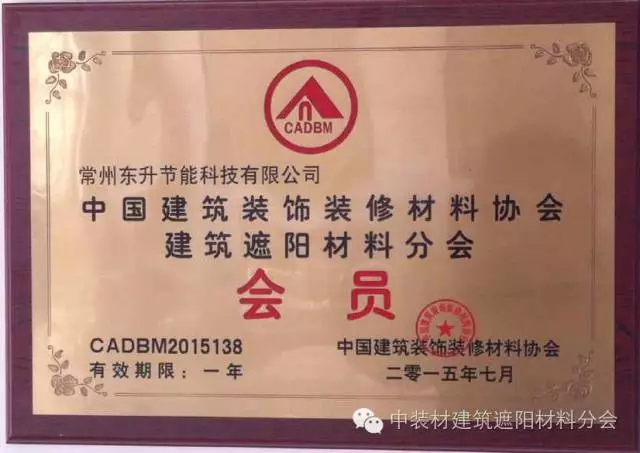 CADBM
常州东升节能科技有限公司
中国建筑装饰装修材料协会
建筑遮阳材料分会
会员
CADBM2015138
有效期限：一年
中国建筑装饰装修材料协会
二零一五年七月
中装材建筑遮阳材料分会